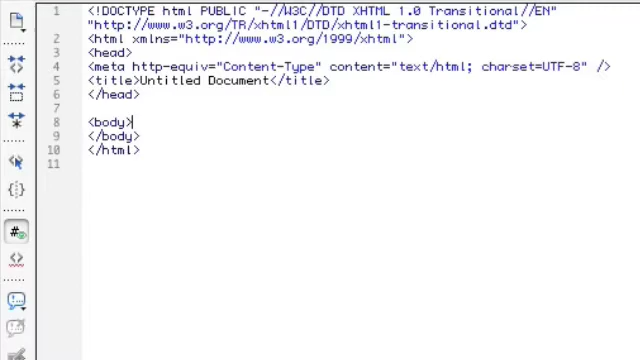 1 <!DOCTYPE html PUBLIC "-//W3C//DTD XHTML 1.0 Transitional//EN"
"http://www.w3.org/TR/xhtml1/DTD/xhtml1-transitional.dtd">
2 <html xmlns="http://www.w3.org/1999/xhtml">
3 <head>
4 <meta http-equiv="Content-Type" content="text/html; charset=UTF-8" />
5 <title>Untitled Document</title>
6 </head>
7
8 <body>
9 </body>
10 </html>
11